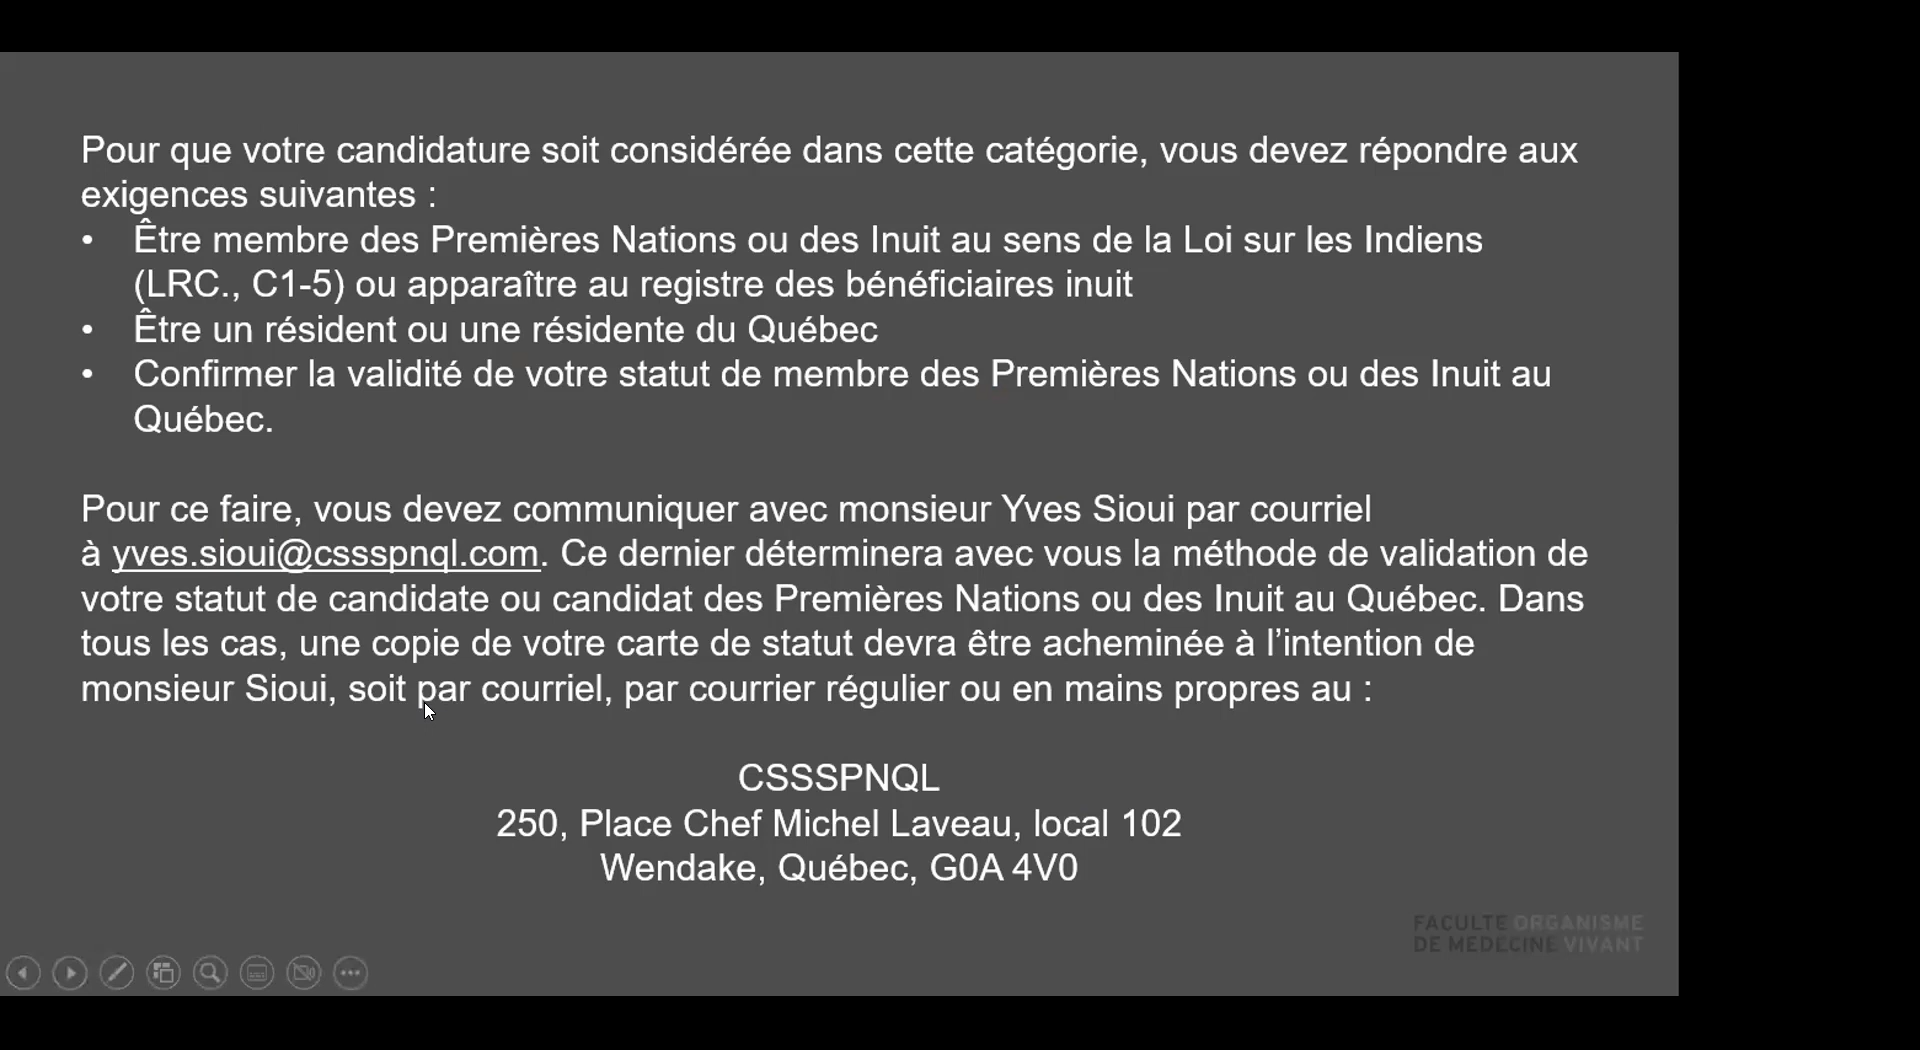 Pour que votre candidature soit considérée dans cette catégorie, vous devez répondre aux
exigences suivantes :
• Être membre des Premières Nations ou des Inuit au sens de la Loi sur les Indiens
(LRC., C1-5) ou apparaître au registre des bénéficiaires inuit
• Être un résident ou une résidente du Québec
• Confirmer la validité de votre statut de membre des Premières Nations ou des Inuit au
Québec.
Pour ce faire, vous devez communiquer avec monsieur Yves Sioui par courriel
à yves.sioui@cssspnql.com. Ce dernier déterminera avec vous la méthode de validation de
votre statut de candidate ou candidat des Premières Nations ou des Inuit au Québec. Dans
tous les cas, une copie de votre carte de statut devra être acheminée à l’intention de
monsieur Sioui, soit par courriel, par courrier régulier ou en mains propres au :
CSSSPNQL
250, Place Chef Michel Laveau, local 102
Wendake, Québec, G0A 4V0
FACULTE ORGANISME
DE MEDECINE VIVANT